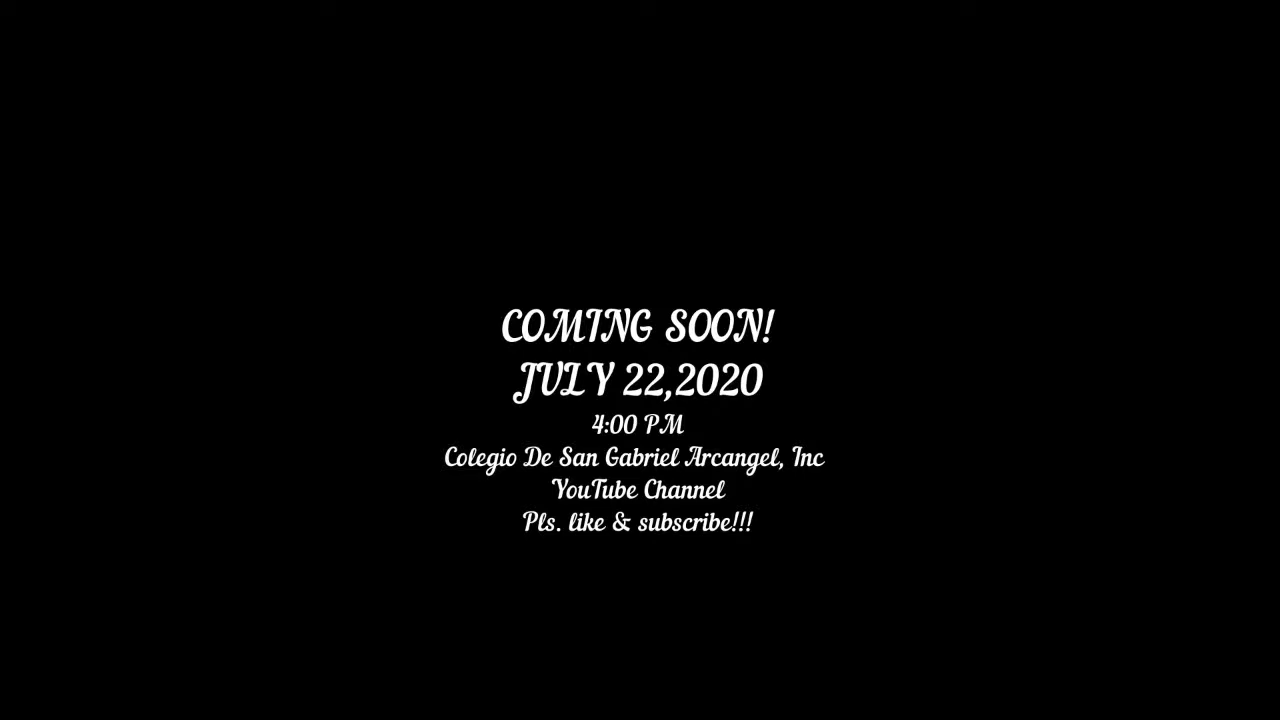 COMING SOON!
JULY 22,2020
4:00 PM
Colegio De San Gabriel Arcangel, Inc
YouTube Channel
Pls. like & subscribe!!!